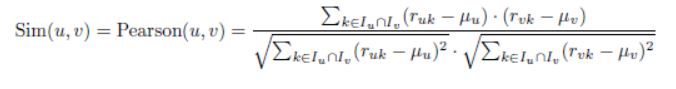 Sim(u, v) = Pearson(u, v) = \frac{\sum_{k \in I_u \cap I_v} (r_{uk} - \mu_u) \cdot (r_{vk} - \mu_v)}{\sqrt{\sum_{k \in I_u \cap I_v} (r_{uk} - \mu_u)^2} \cdot \sqrt{\sum_{k \in I_u \cap I_v} (r_{vk} - \mu_v)^2}}